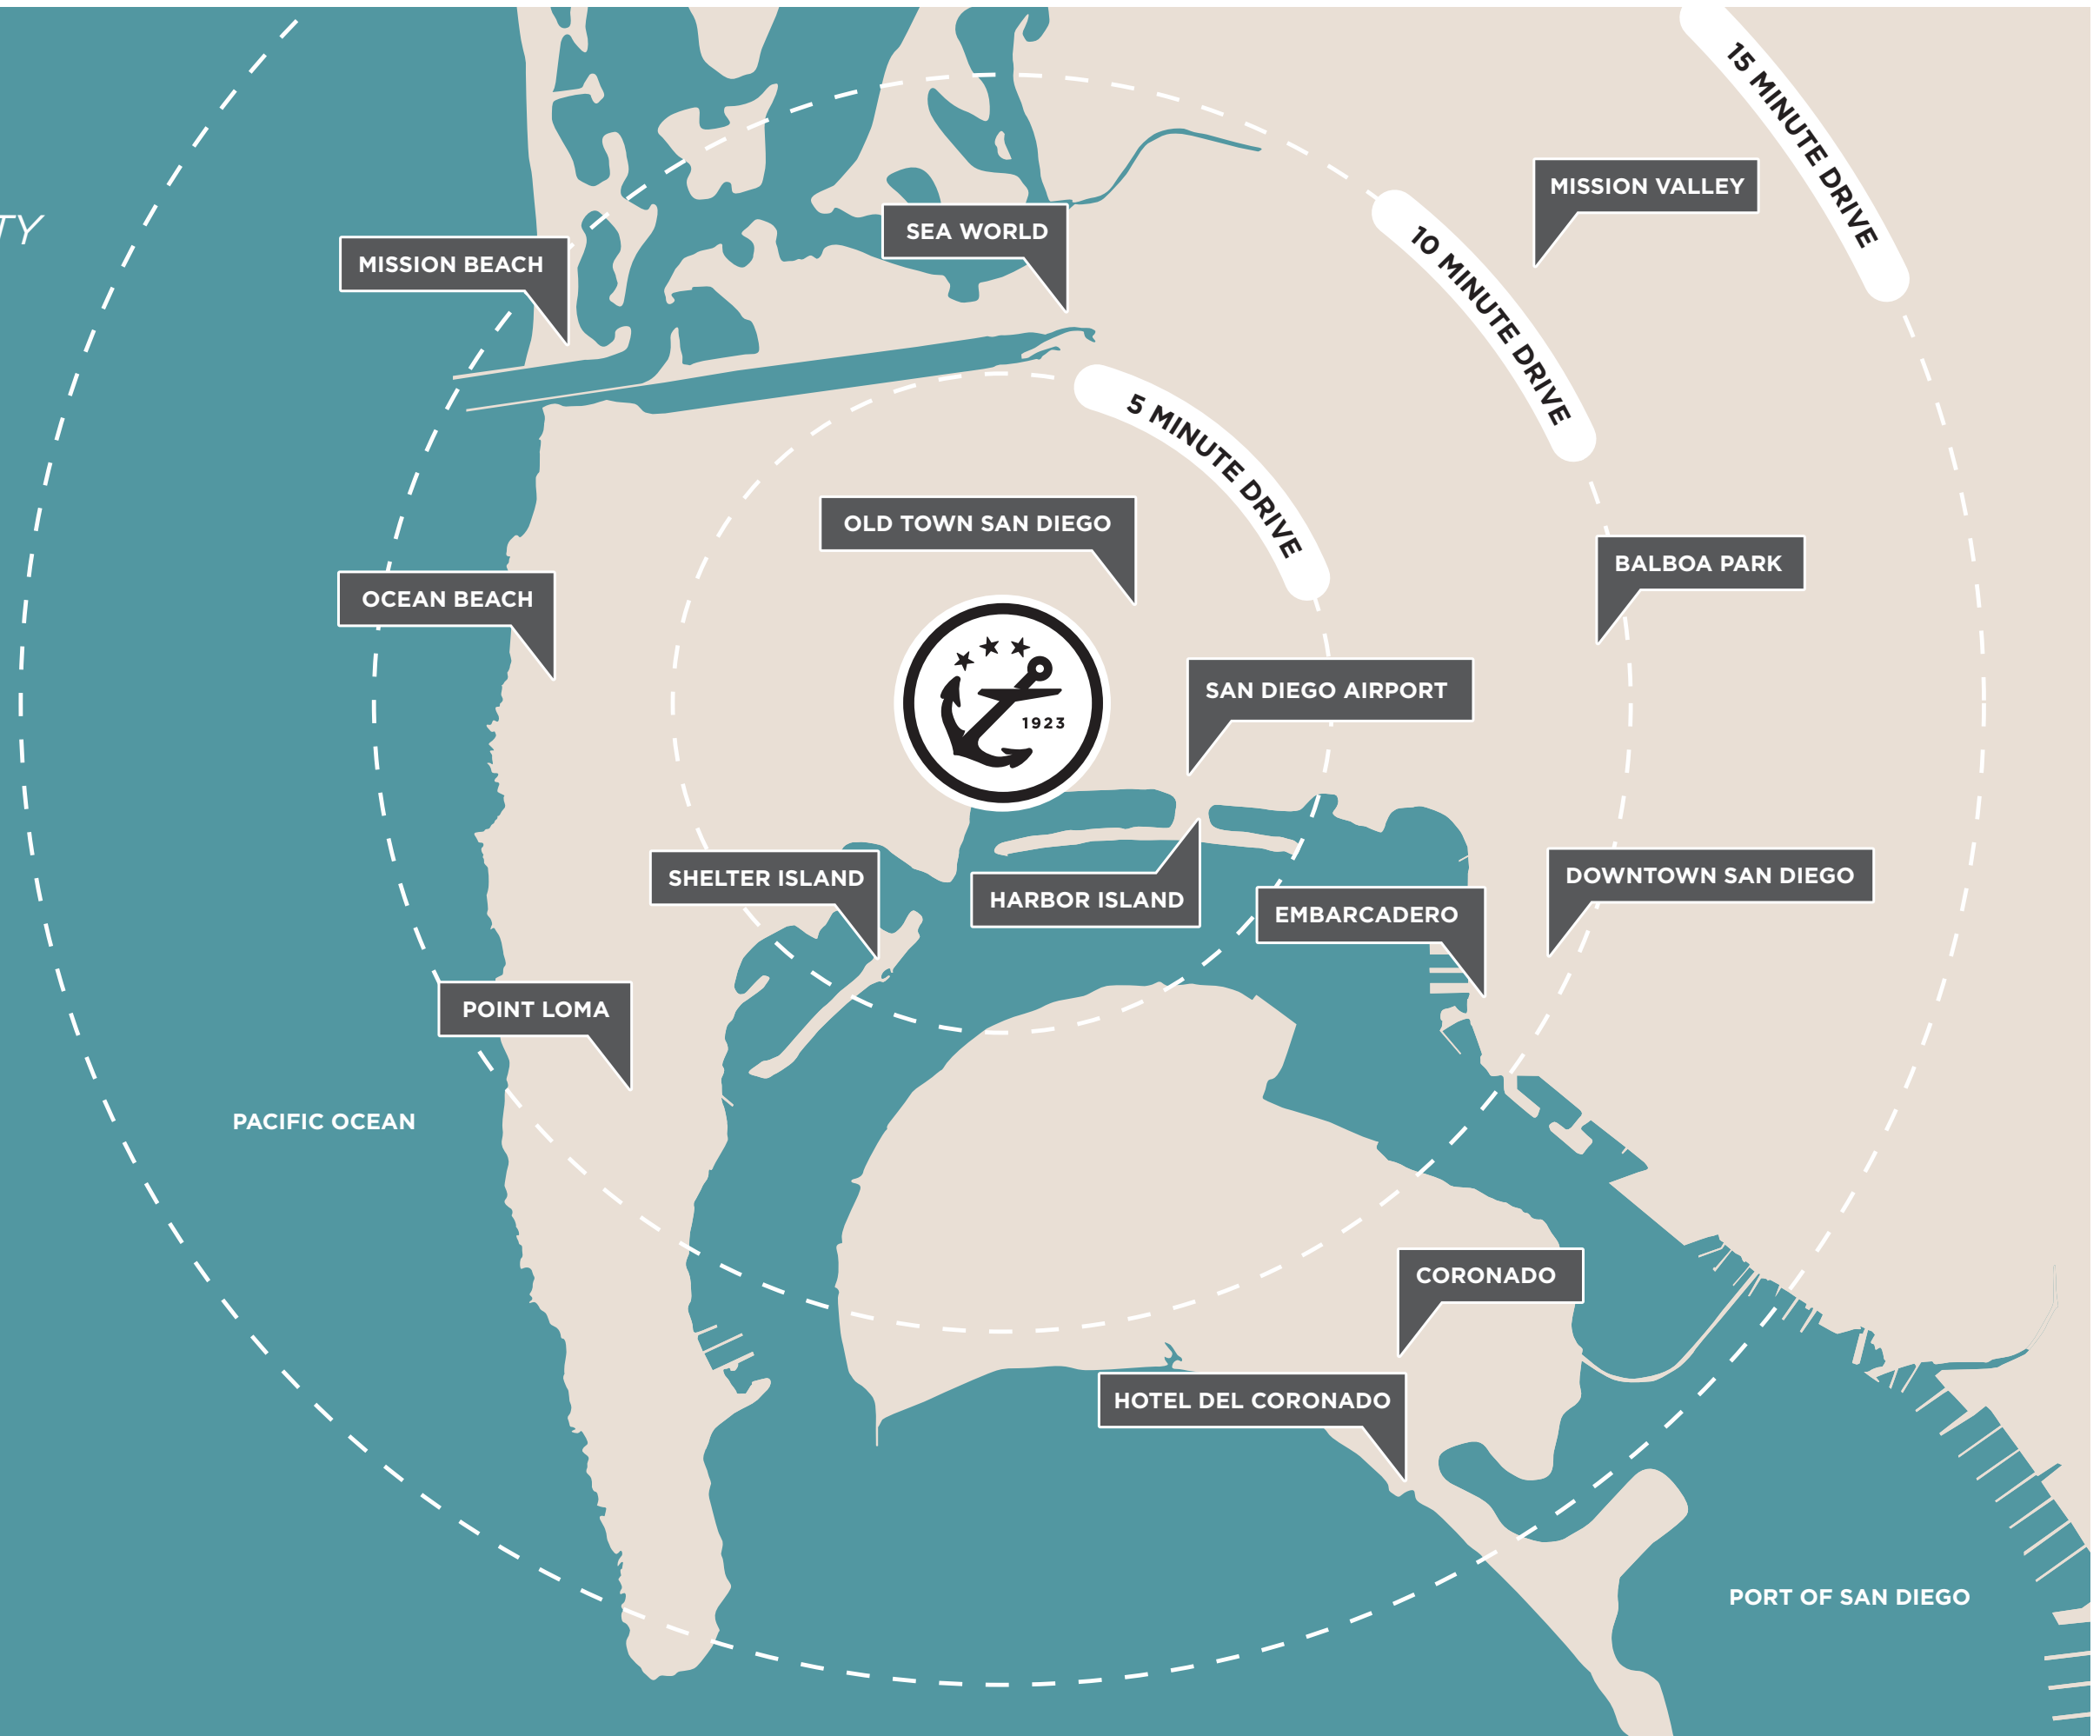 15 MINUTE DRIVE
MISSION VALLEY
TY
SEA WORLD
10 MINUTE DRIVE
MISSION BEACH
5 MINUTE DRIVE
OLD TOWN SAN DIEGO
BALBOA PARK
OCEAN BEACH
SAN DIEGO AIRPORT
1923
SHELTER ISLAND
HARBOR ISLAND
EMBARCADERO
DOWNTOWN SAN DIEGO
POINT LOMA
PACIFIC OCEAN
CORONADO
HOTEL DEL CORONADO
PORT OF SAN DIEGO